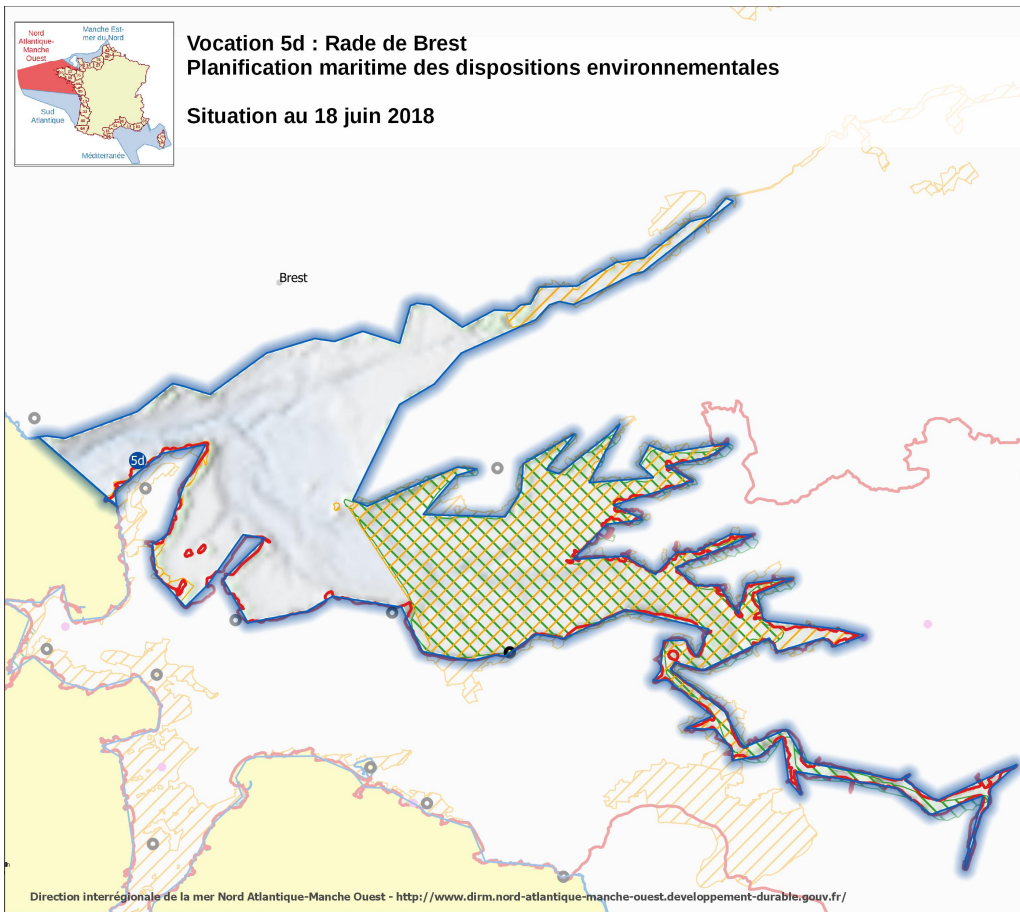 Nord
Atlantique-
Manche
Ouest
Manche Est-
mer du Nord
Sud
Atlantique
Méditerranée
Vocation 5d : Rade de Brest
Planification maritime des dispositions environnementales
Situation au 18 juin 2018
Brest
5d
Direction interrégionale de la mer Nord Atlantique-Manche Ouest - http://www.dirm.nord-atlantique-manche-ouest.developpement-durable.gouv.fr/